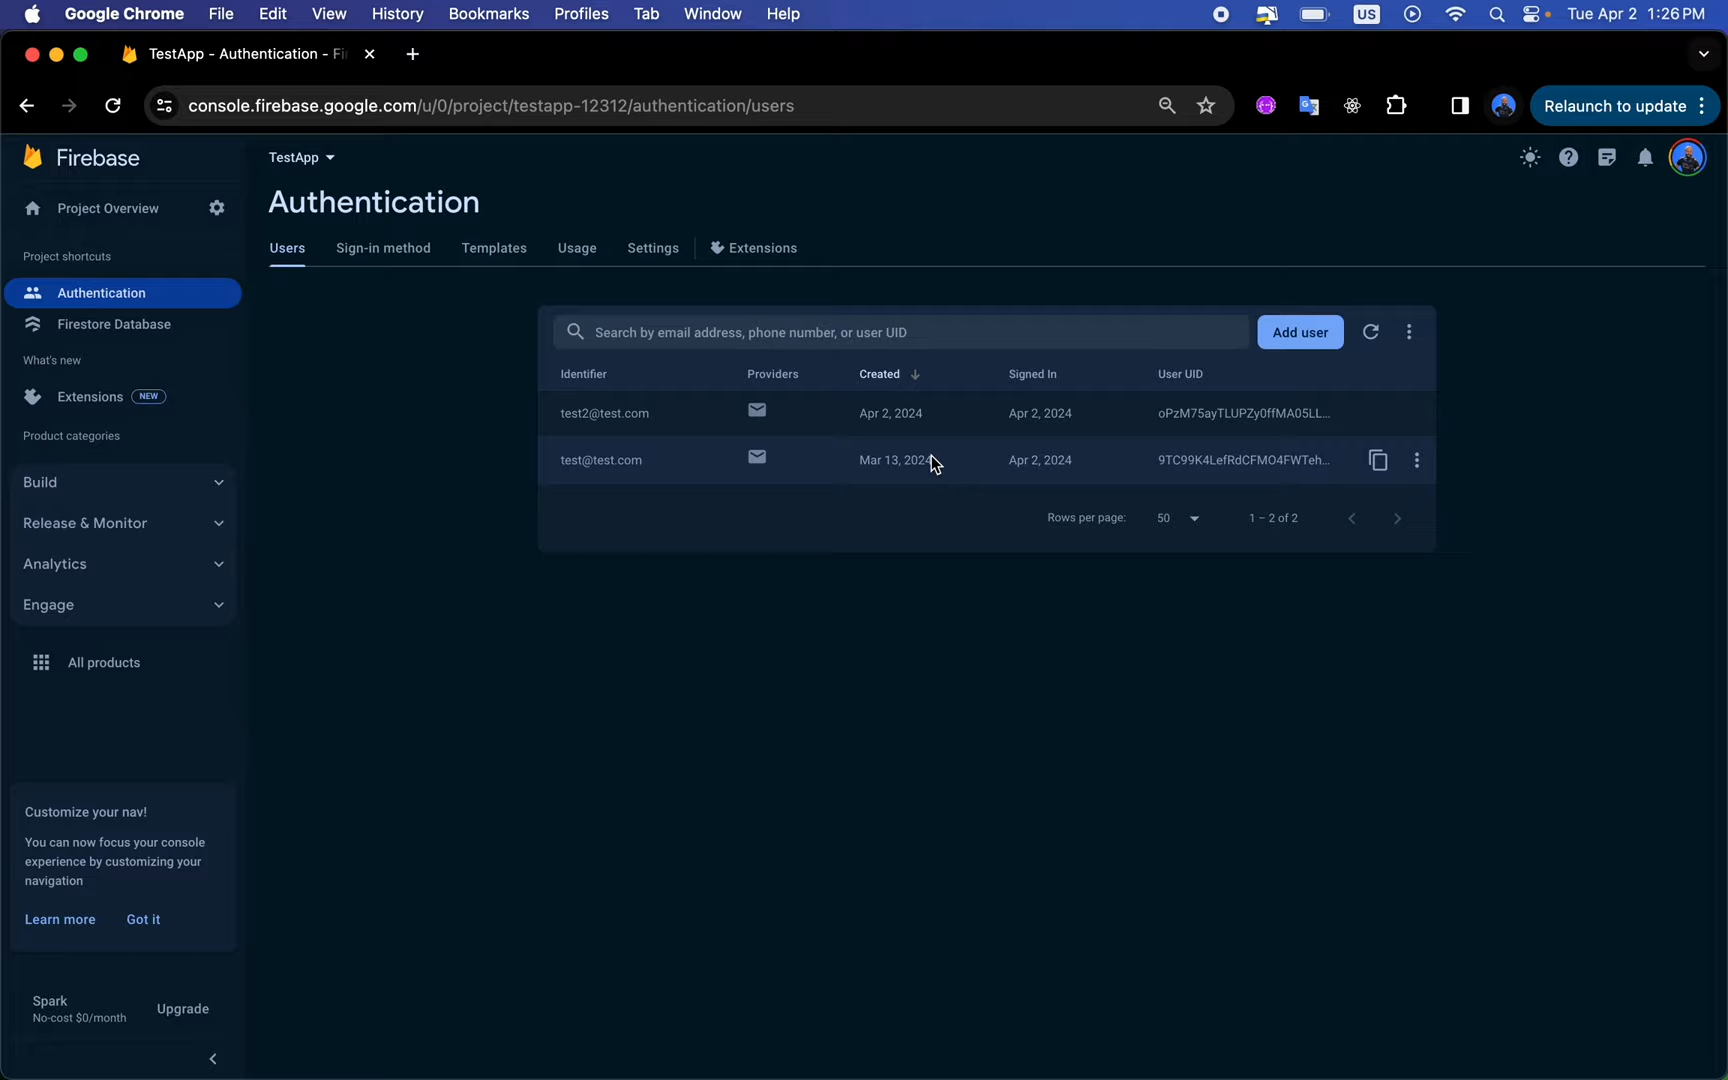 Google Chrome File Edit View History Bookmarks Profiles Tab Window Help US Tue Apr 2 1:26 PM
TestApp - Authentication - Fi
console.firebase.google.com/u/0/project/testapp-12312/authentication/users Relaunch to update
Firebase
TestApp
Project Overview
Authentication
Project shortcuts
Users Sign-in method Templates Usage Settings Extensions
Authentication
Firestore Database
What's new
Extensions NEW
Product categories
Build
Release & Monitor
Analytics
Engage
All products
Search by email address, phone number, or user UID Add user
Identifier Providers Created Signed In User UID
test2@test.com Apr 2, 2024 Apr 2, 2024 oPzM75ayTLUPZy0ffMA05LL...
test@test.com Mar 13, 2024 Apr 2, 2024 9TC99K4LefRdCFMO4FWTeh...
Rows per page: 50 1 – 2 of 2
Customize your nav!
You can now focus your console
experience by customizing your
navigation
Learn more Got it
Spark
No-cost $0/month
Upgrade